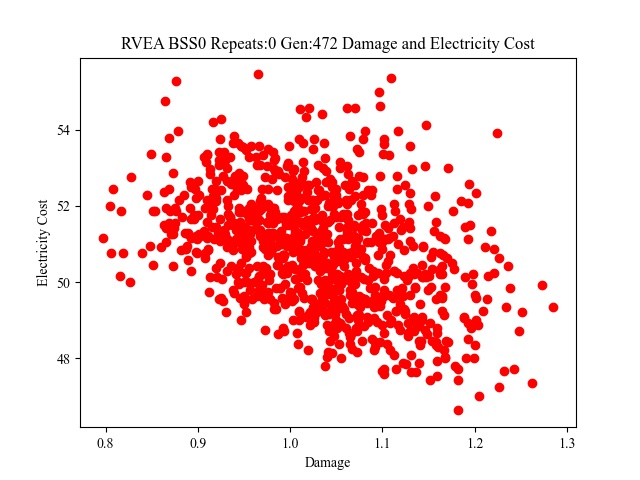 RVEA BSS0 Repeats:0 Gen:472 Damage and Electricity Cost
Electricity Cost
54
52
50
48
0.8 0.9 1.0 1.1 1.2 1.3
Damage